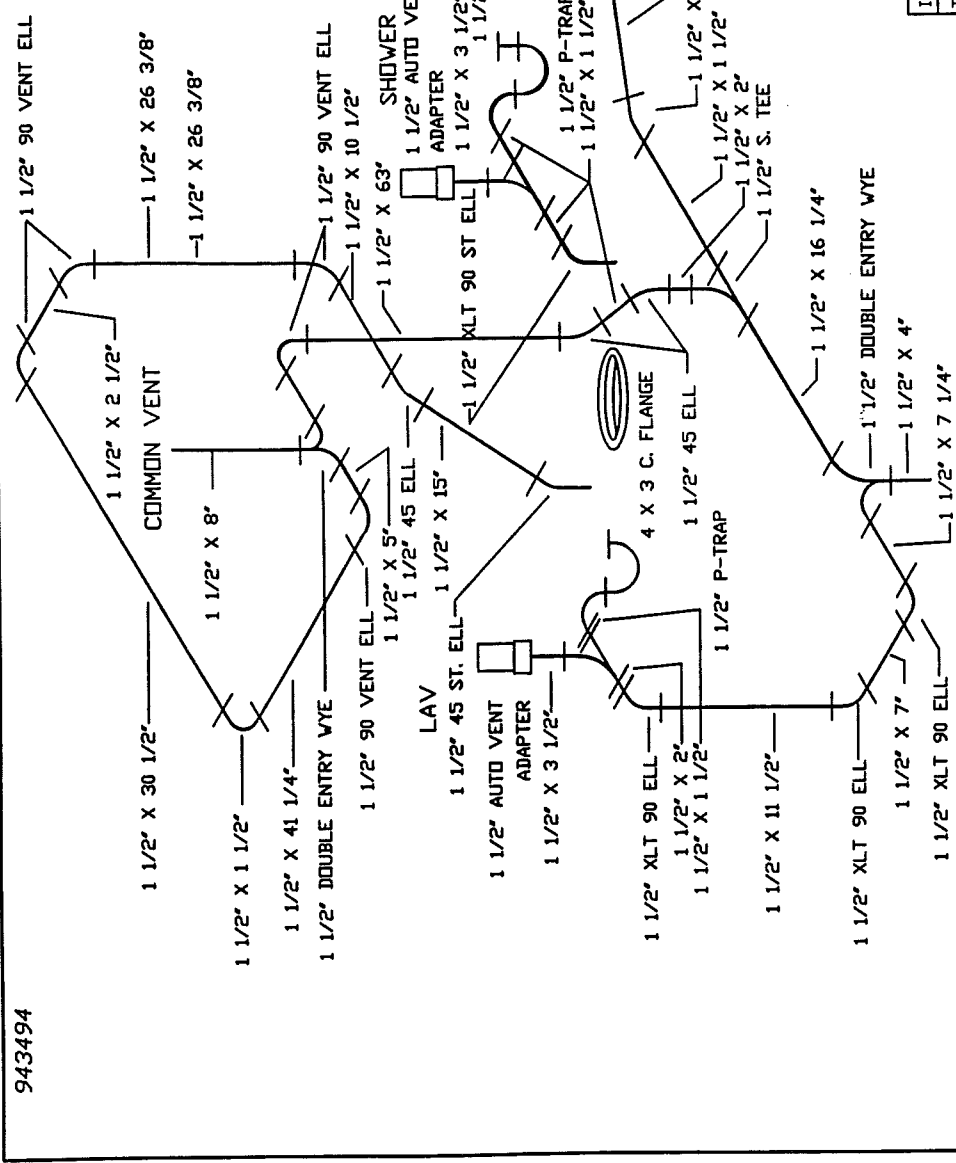 943494
1 1/2" 90 VENT ELL
1 1/2" X 26 3/8"
1 1/2" X 26 3/8"
1 1/2" X 2 1/2"
COMMON VENT
1 1/2" 90 VENT ELL
1 1/2" X 10 1/2"
1 1/2" X 8"
1 1/2" X 30 1/2"
1 1/2" X 63"
SHOWER
1 1/2" AUTO VE
ADAPTER
1 1/2" X 3 1/2"
1 1/
1 1/2" X 1 1/2"
1 1/2" X 41 1/4"
1 1/2" DOUBLE ENTRY WYE
1 1/2" 90 VENT ELL
1 1/2" X 5"
1 1/2" 45 ELL
1 1/2" X 15"
1 1/2" XLT 90 ST ELL
1 1/2" P-TRAP
1 1/2" X 1 1/2"
LAV
1 1/2" 45 ST. ELL
1 1/2" AUTO VENT
ADAPTER
1 1/2" X 3 1/2"
4 X 3 C. FLANGE
1 1/2" 45 ELL
1 1/2" P-TRAP
1 1/2" X
1 1/2" X 1 1/2"
1 1/2" X 2"
1 1/2" S. TEE
1 1/2" XLT 90 ELL
1 1/2" X 2"
1 1/2" X 1 1/2"
1 1/2" X 16 1/4"
1 1/2" X 11 1/2"
1 1/2" DOUBLE ENTRY WYE
1 1/2" X 4"
1 1/2" X 7 1/4"
1 1/2" XLT 90 ELL
1 1/2" X 7"
1 1/2" XLT 90 ELL